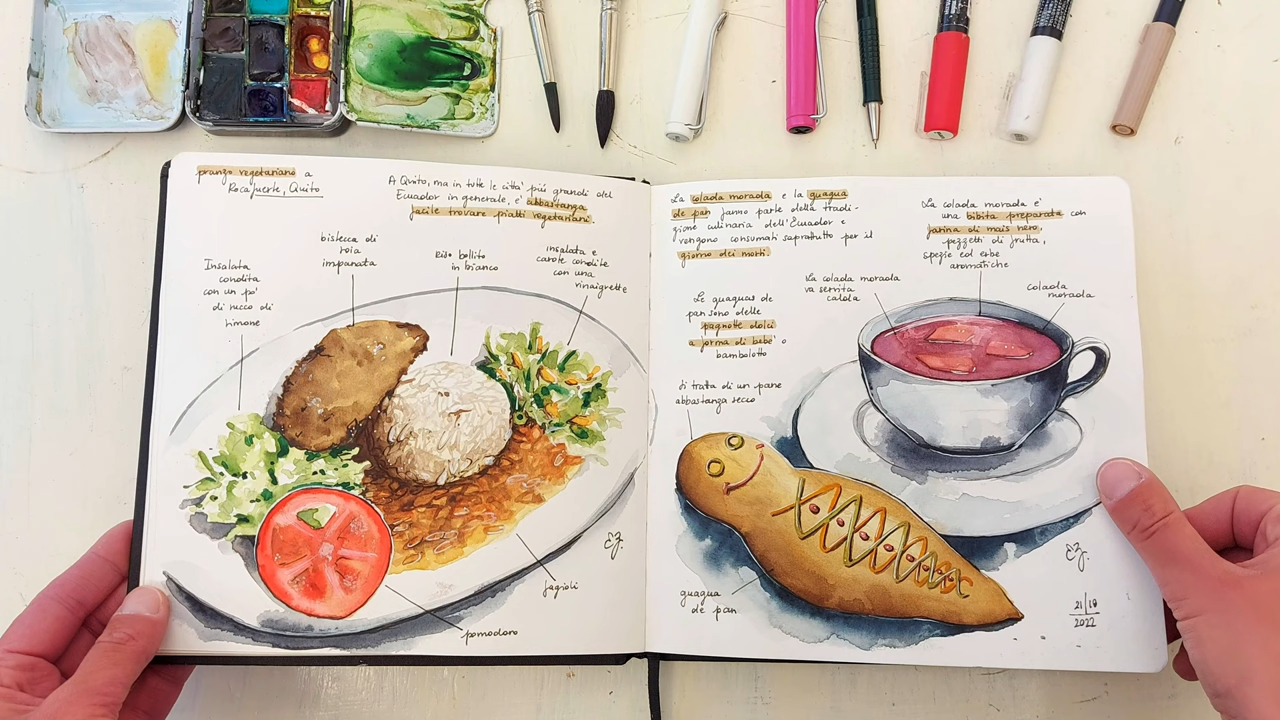 pranzo vegetariano a
Rocafuerte, Quito
A Quito, ma in tutte le città più grandi del
Ecuador in generale, e' abbastanza
facile trovare piatti vegetariani.
Insalata
condita
con un po'
di succo di
limone
bistecca di
soia
impanata
Riso bollito
in bianco
insalata e
carote condite
con una
vinaigrette
fagioli
pomodoro
EZ.
La colada morada e la guagua
de pan fanno parte della tradi-
zione culinaria dell'Ecuador e
vengono consumati soprattutto per il
giorno dei morti.
La colada morada e'
una bibita preparata con
farina di mais nero,
pezzetti di frutta,
spezie ed erbe
aromatiche
La colada morada
va servita
calda
colada
morada
Le guaguas de
pan sono delle
pagnotte dolci
a forma di bebe' o
bambolotto
Si tratta di un pane
abbastanza secco
guagua
de pan
EZ.
21/10
2022